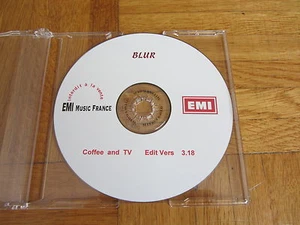 BLUR
EMI MUSIC FRANCE
EMI
Coffee and TV Edit Vers 3.18